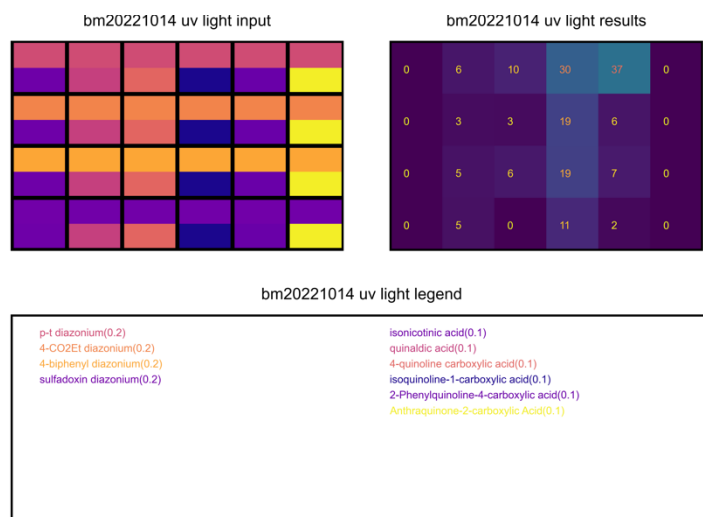 bm20221014 uv light input
bm20221014 uv light results
0 6 10 30 37 0
0 3 3 19 6 0
0 5 6 19 7 0
0 5 0 11 2 0
bm20221014 uv light legend
p-t diazonium(0.2)
4-CO2Et diazonium(0.2)
4-biphenyl diazonium(0.2)
sulfadoxin diazonium(0.2)
isonicotinic acid(0.1)
quinaldic acid(0.1)
4-quinoline carboxylic acid(0.1)
isoquinoline-1-carboxylic acid(0.1)
2-Phenylquinoline-4-carboxylic acid(0.1)
Anthraquinone-2-carboxylic Acid(0.1)